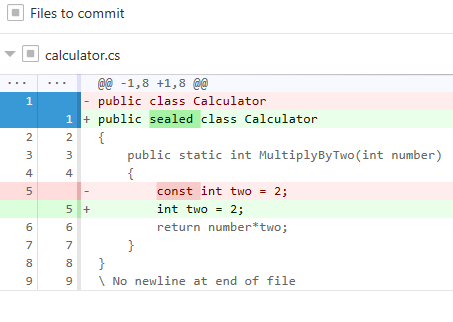 Files to commit
calculator.cs
... ... @@ -1,8 +1,8 @@
1 - public class Calculator
1 + public sealed class Calculator
2 2 {
3 3 public static int MultiplyByTwo(int number)
4 4 {
5 - const int two = 2;
5 + int two = 2;
6 6 return number*two;
7 7 }
8 8 }
9 9 \ No newline at end of file